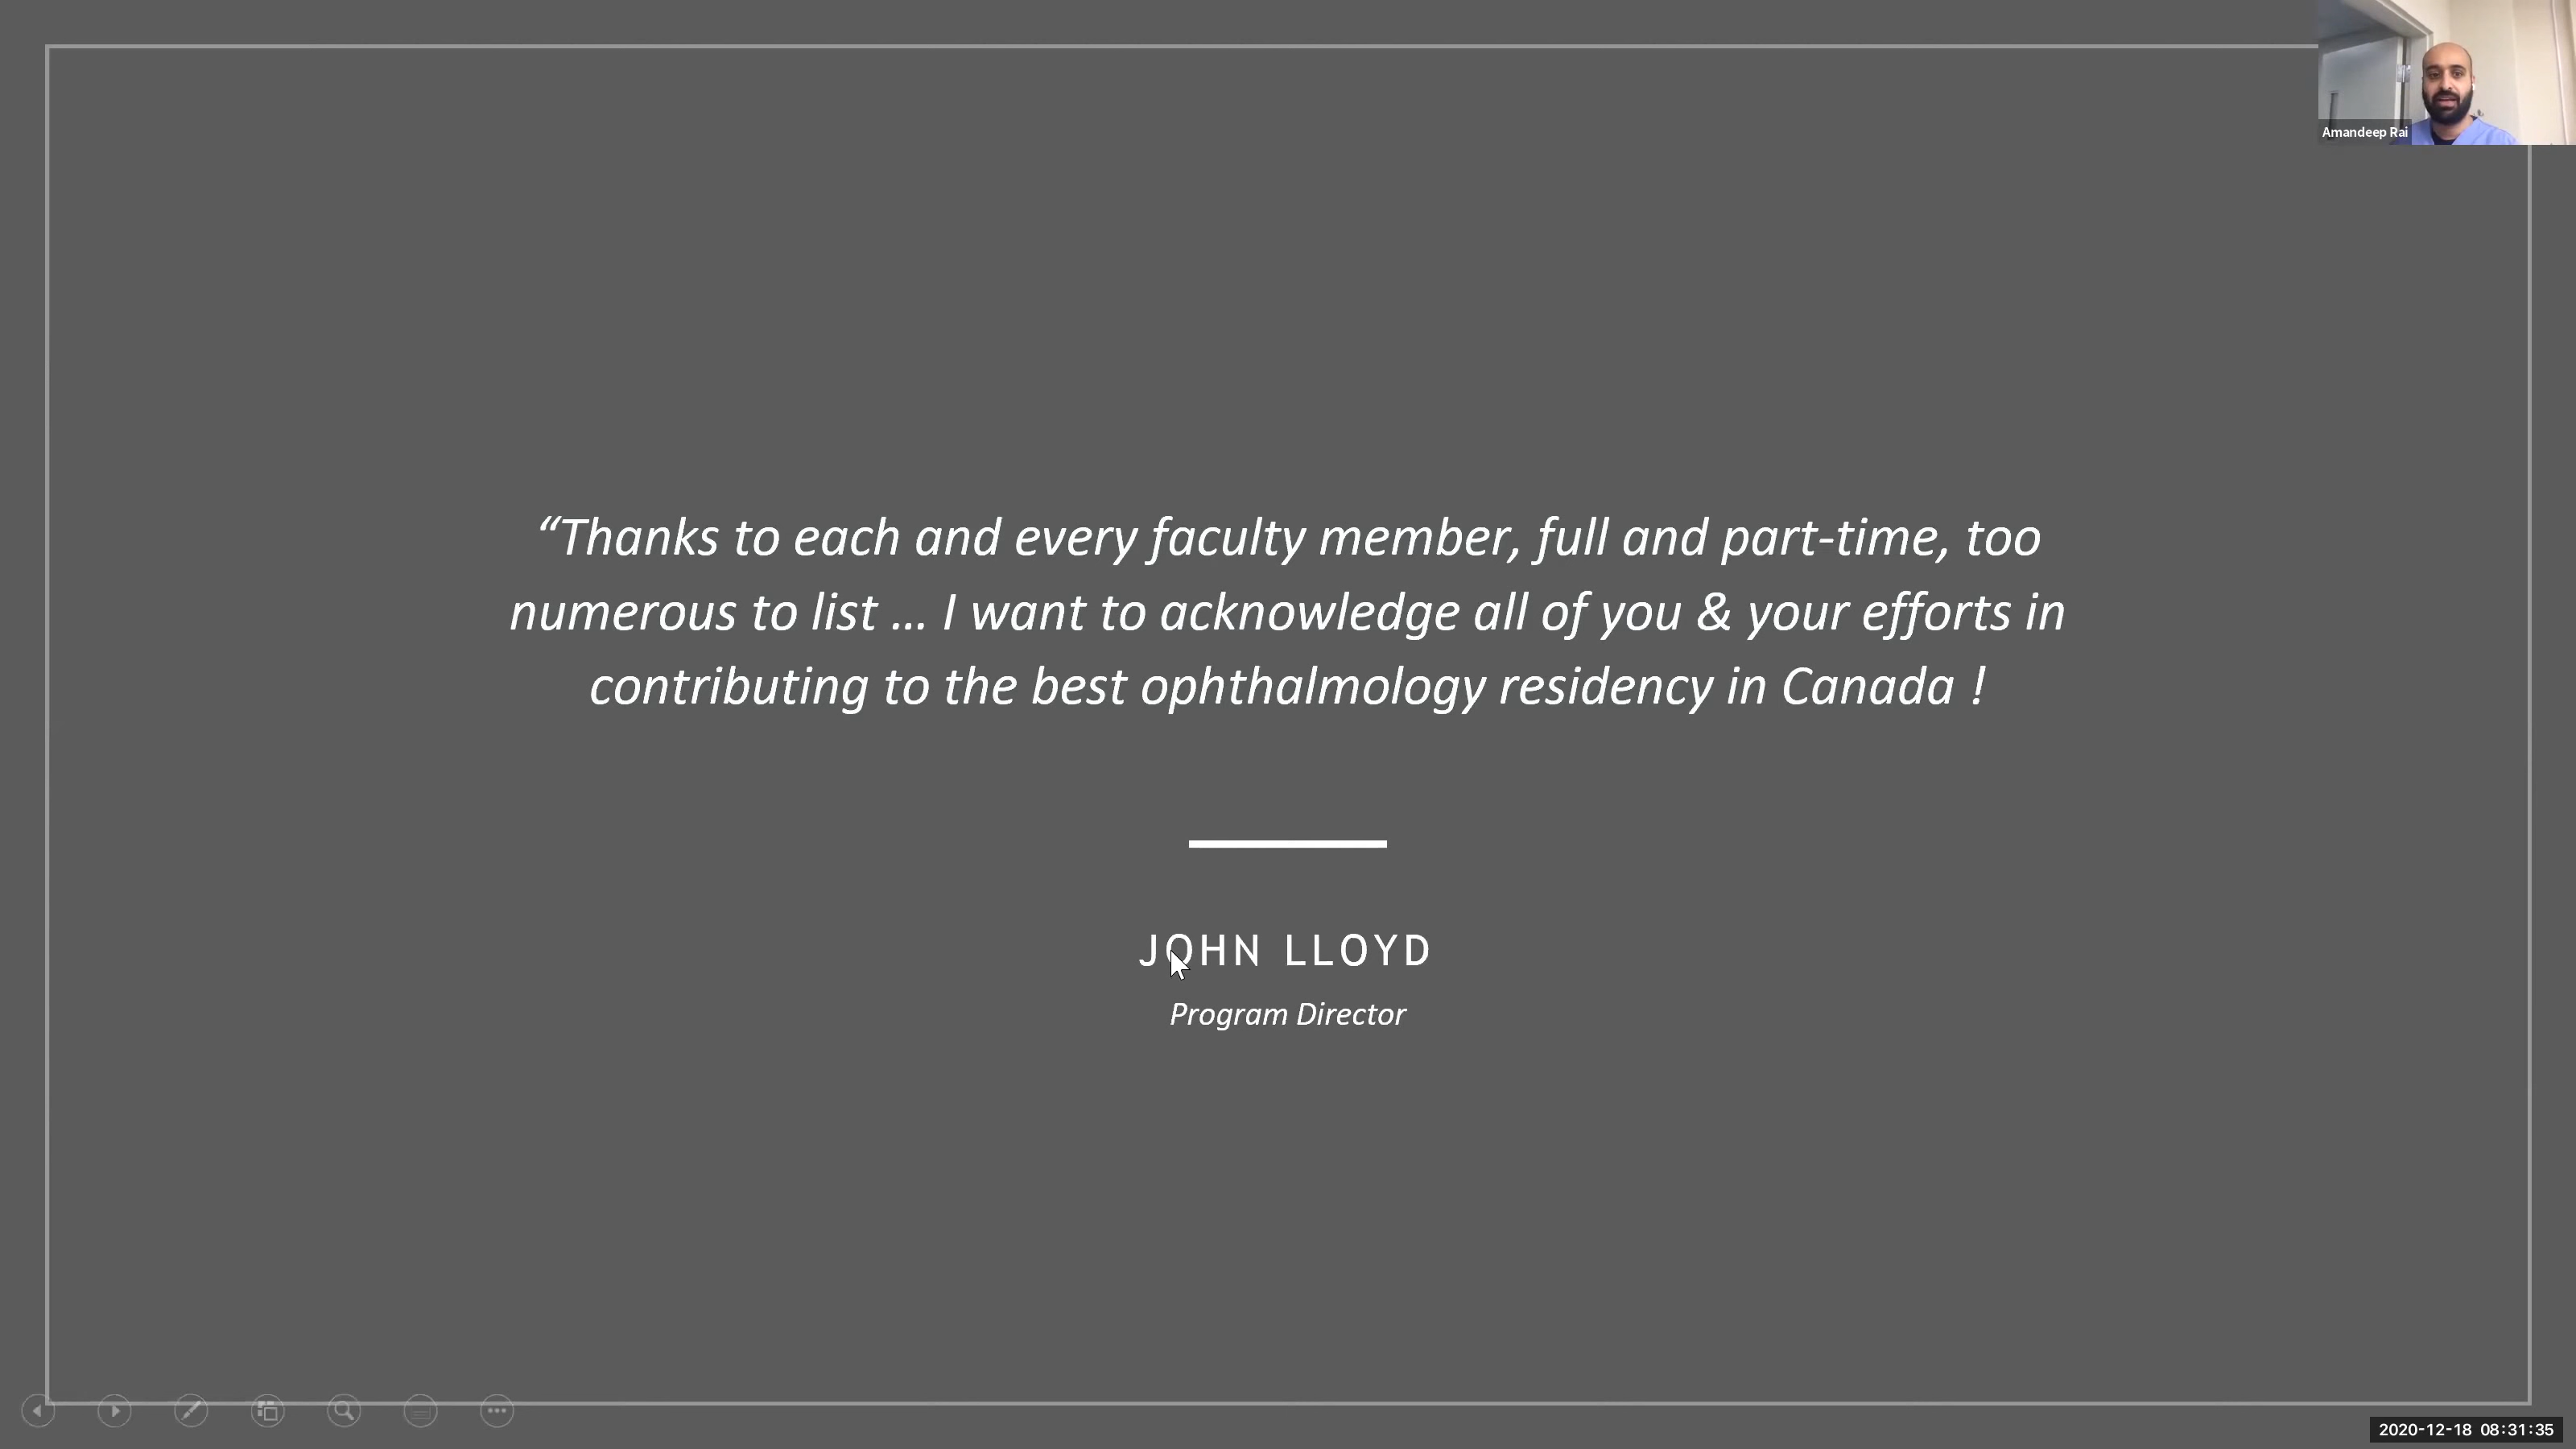 Amandeep Rai
“Thanks to each and every faculty member, full and part-time, too
numerous to list ... I want to acknowledge all of you & your efforts in
contributing to the best ophthalmology residency in Canada !
JOHN LLOYD
Program Director
2020-12-18 08:31:35